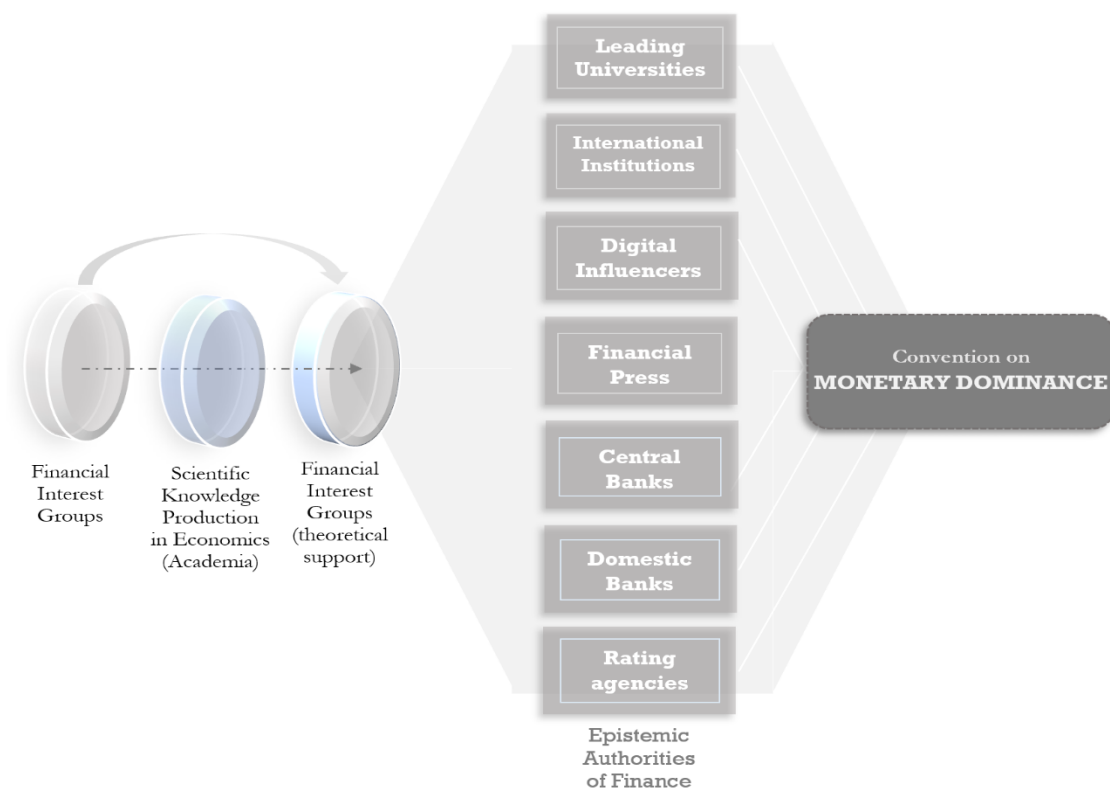 Leading
Universities
International
Institutions
Digital
Influencers
Financial
Press
Central
Banks
Domestic
Banks
Rating
agencies
Epistemic
Authorities
of Finance
Financial
Interest
Groups
Scientific
Knowledge
Production
in Economics
(Academia)
Financial
Interest
Groups
(theoretical
support)
Convention on
MONETARY DOMINANCE